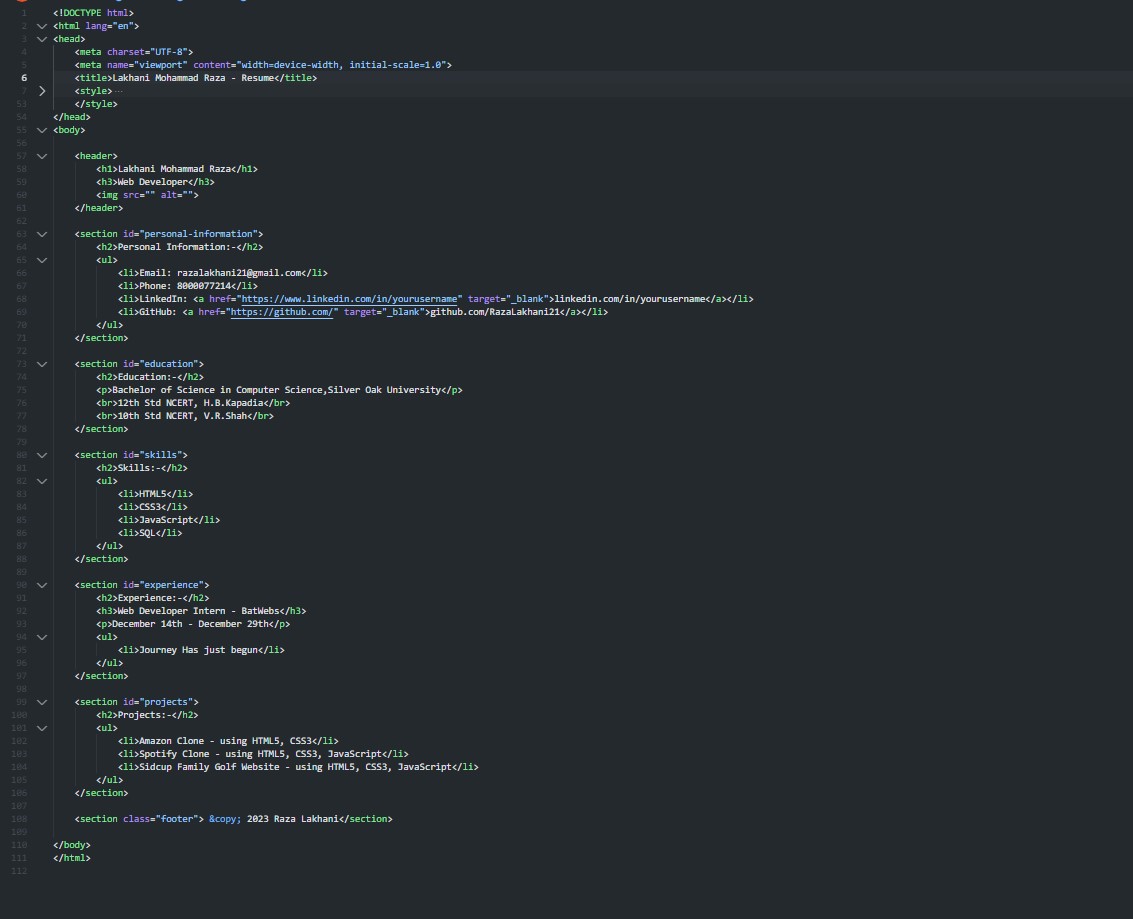 1 <!DOCTYPE html>
2 <html lang="en">
3 <head>
4 <meta charset="UTF-8">
5 <meta name="viewport" content="width=device-width, initial-scale=1.0">
6 <title>Lakhani Mohammad Raza - Resume</title>
7 <style>…
53 </style>
54 </head>
55 <body>
56
57 <header>
58 <h1>Lakhani Mohammad Raza</h1>
59 <h3>Web Developer</h3>
60 <img src="" alt="">
61 </header>
62
63 <section id="personal-information">
64 <h2>Personal Information:-</h2>
65 <ul>
66 <li>Email: razalakhani21@gmail.com</li>
67 <li>Phone: 8000077214</li>
68 <li>LinkedIn: <a href="https://www.linkedin.com/in/yourusername" target="_blank">linkedin.com/in/yourusername</a></li>
69 <li>GitHub: <a href="https://github.com/" target="_blank">github.com/RazaLakhani21</a></li>
70 </ul>
71 </section>
72
73 <section id="education">
74 <h2>Education:-</h2>
75 <p>Bachelor of Science in Computer Science,Silver Oak University</p>
76 <br>12th Std NCERT, H.B.Kapadia</br>
77 <br>10th Std NCERT, V.R.Shah</br>
78 </section>
79
80 <section id="skills">
81 <h2>Skills:-</h2>
82 <ul>
83 <li>HTML5</li>
84 <li>CSS3</li>
85 <li>JavaScript</li>
86 <li>SQL</li>
87 </ul>
88 </section>
89
90 <section id="experience">
91 <h2>Experience:-</h2>
92 <h3>Web Developer Intern - BatWebs</h3>
93 <p>December 14th - December 29th</p>
94 <ul>
95 <li>Journey Has just begun</li>
96 </ul>
97 </section>
98
99 <section id="projects">
100 <h2>Projects:-</h2>
101 <ul>
102 <li>Amazon Clone - using HTML5, CSS3</li>
103 <li>Spotify Clone - using HTML5, CSS3, JavaScript</li>
104 <li>Sidcup Family Golf Website - using HTML5, CSS3, JavaScript</li>
105 </ul>
106 </section>
107
108 <section class="footer"> &copy; 2023 Raza Lakhani</section>
109
110 </body>
111 </html>
112